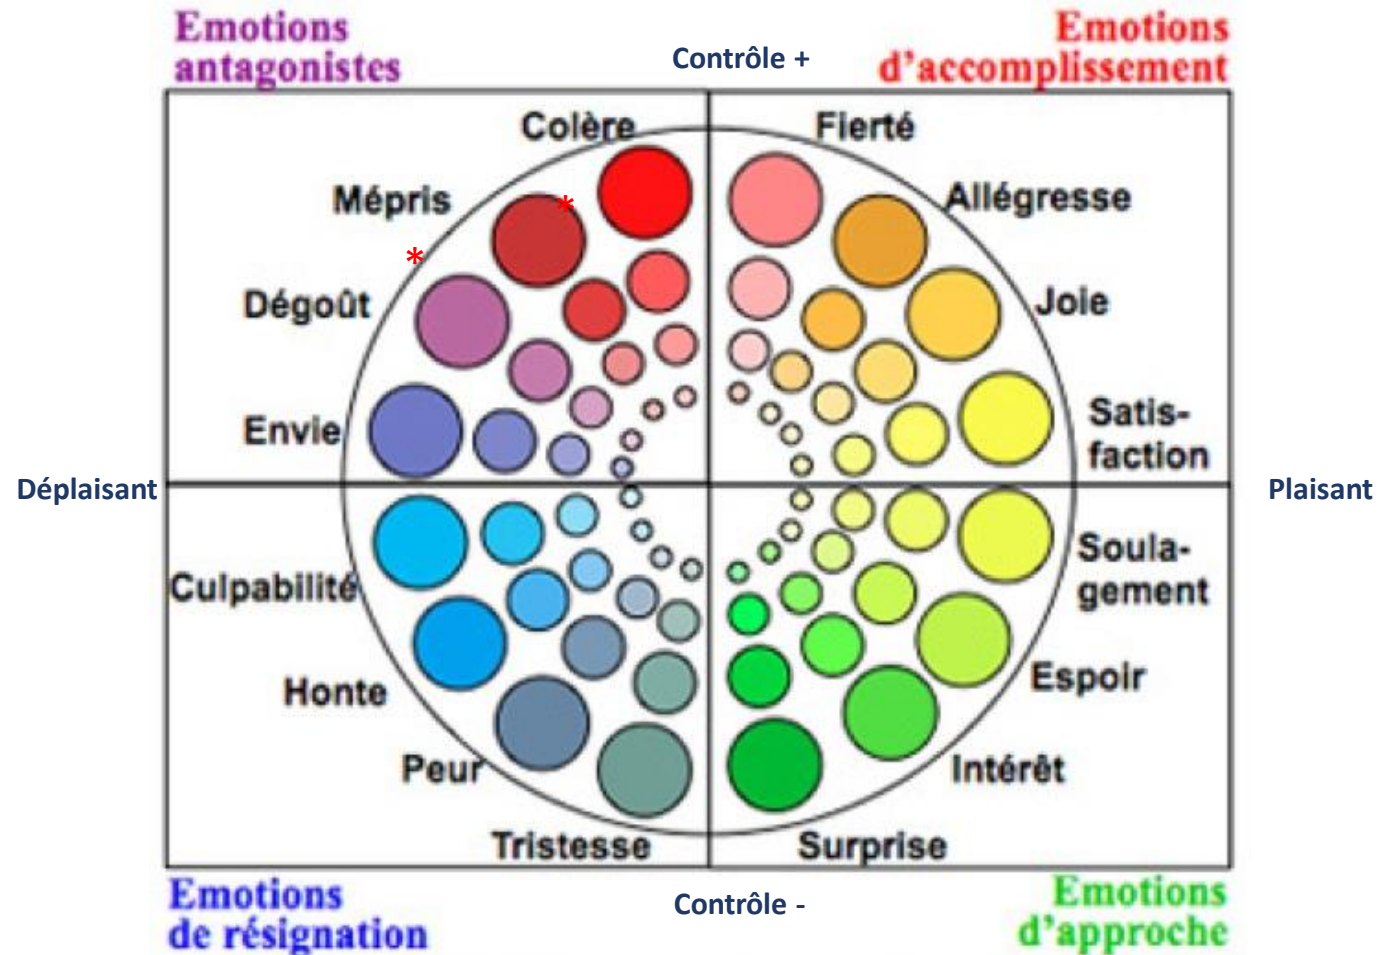 Emotions
antagonistes
Contrôle +
Emotions
d'accomplissement
Colère
Fierté
Mépris
*
Allégresse
*
Dégoût
Joie
Envie
Satis-
faction
Déplaisant
Plaisant
Culpabilité
Soula-
gement
Honte
Espoir
Peur
Intérêt
Tristesse
Surprise
Emotions
de résignation
Contrôle -
Emotions
d'approche